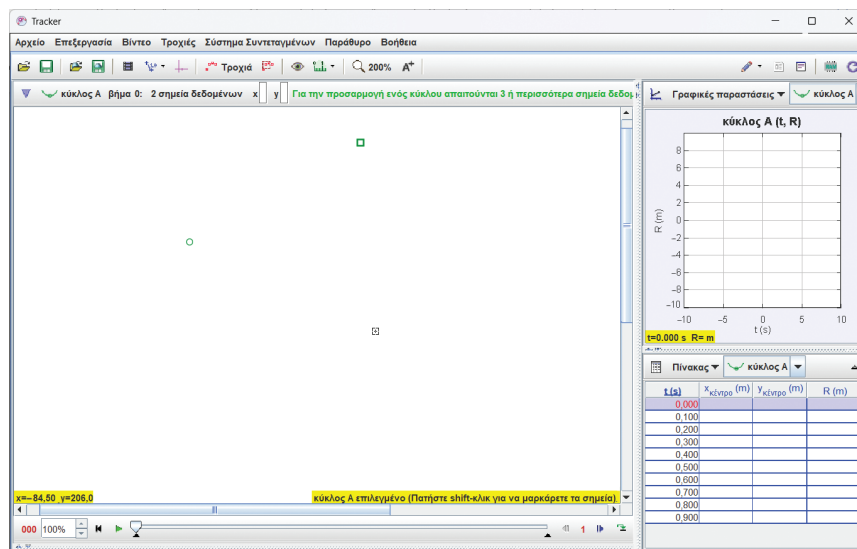 Tracker
Αρχείο Επεξεργασία Βίντεο Τροχιές Σύστημα Συντεταγμένων Παράθυρο Βοήθεια
Τροχιά 200% A+
κύκλος A βήμα 0: 2 σημεία δεδομένων x y Για την προσαρμογή ενός κύκλου απαιτούνται 3 ή περισσότερα σημεία δεδομ
Γραφικές παραστάσεις κύκλος A
κύκλος A (t, R)
R (m)
8
6
4
2
0
−2
−4
−6
−8
−10
−10 −5 0 5 10
t (s)
t=0.000 s R= m
Πίνακας κύκλος A
t (s) xκέντρο (m) yκέντρο (m) R (m)
0,000
0,100
0,200
0,300
0,400
0,500
0,600
0,700
0,800
0,900
x=−84,50 y=206,0
κύκλος A επιλεγμένο (Πατήστε shift-κλικ για να μαρκάρετε τα σημεία).
000 100% 1